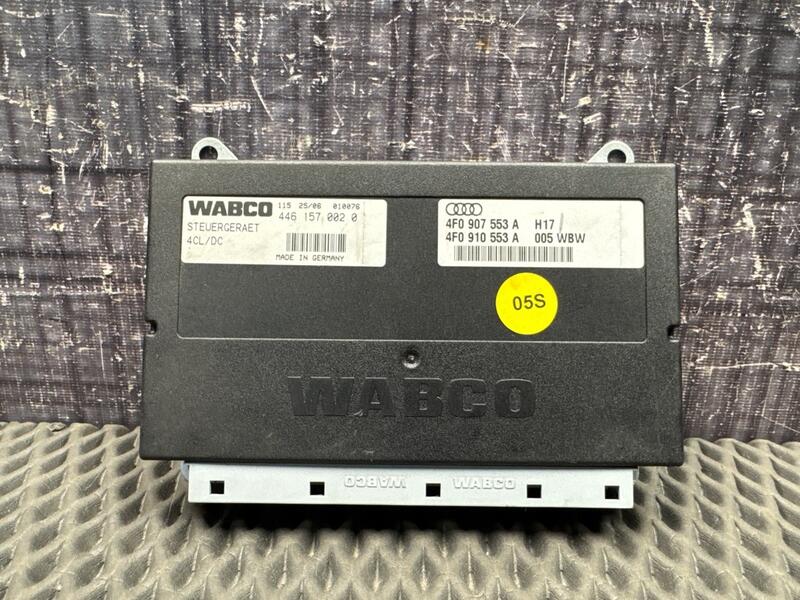 WABCO
115 25/06 010076
446 157 002 0
STEUERGERAET
4CL/DC
MADE IN GERMANY
4F0 907 553 A H17
4F0 910 553 A 005 WBW
05S
WABCO
WABCO WABCO